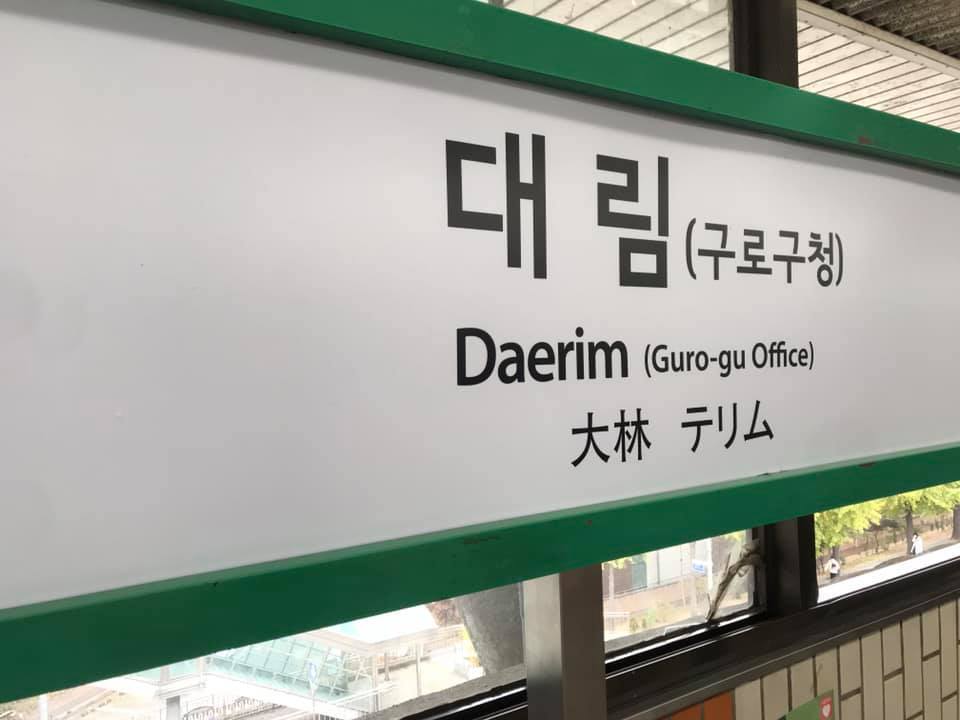 대림 (구로구청)
Daerim (Guro-gu Office)
大林 テリム